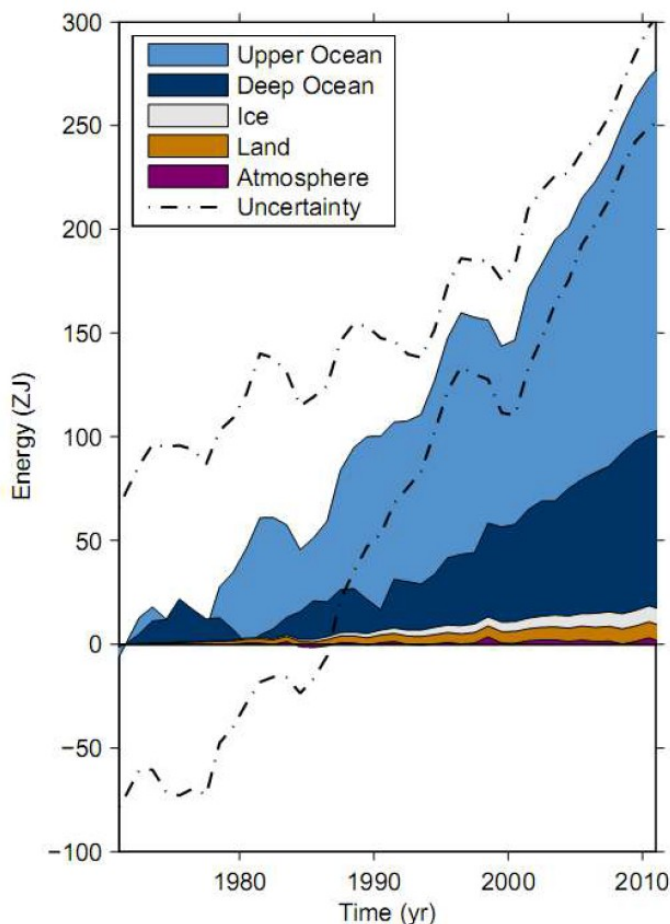 300
250
200
150
100
50
0
−50
−100
Energy (ZJ)
Upper Ocean
Deep Ocean
Ice
Land
Atmosphere
Uncertainty
1980
1990
2000
2010
Time (yr)